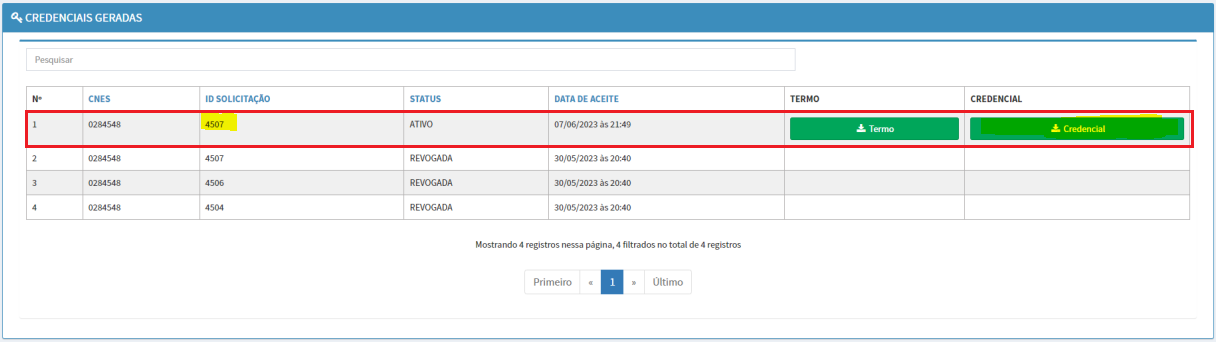 CREDENCIAIS GERADAS
Pesquisar
Nº CNES ID SOLICITAÇÃO STATUS DATA DE ACEITE TERMO CREDENCIAL
1 0284548 4507 ATIVO 07/06/2023 às 21:49 Termo Credencial
2 0284548 4507 REVOGADA 30/05/2023 às 20:40
3 0284548 4506 REVOGADA 30/05/2023 às 20:40
4 0284548 4504 REVOGADA 30/05/2023 às 20:40
Mostrando 4 registros nessa página, 4 filtrados no total de 4 registros
Primeiro « 1 » Último